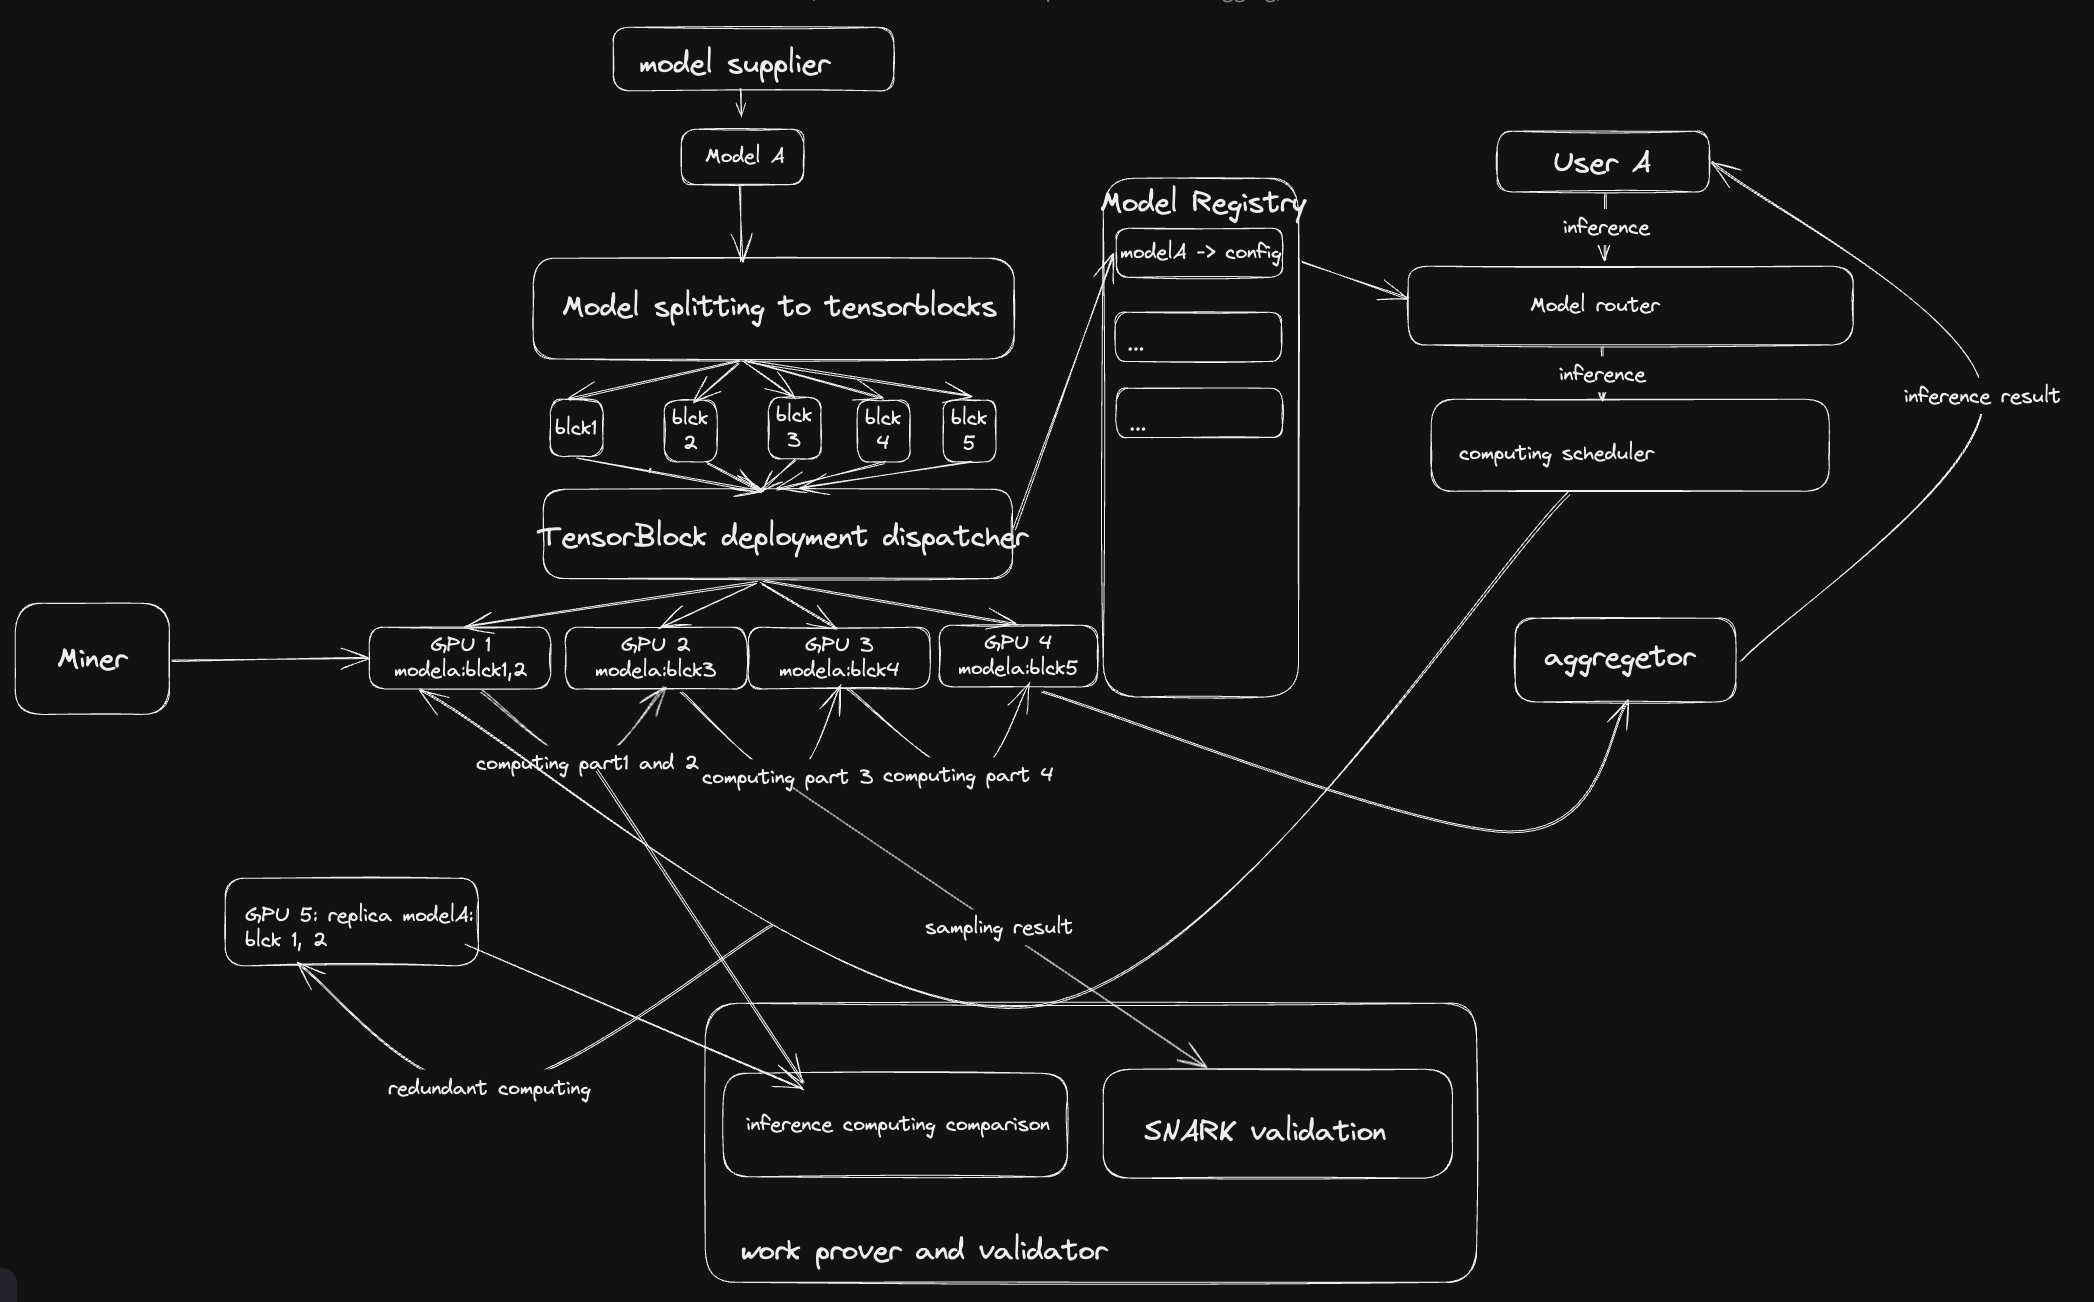 model supplier
Model A
Model splitting to tensorblocks
blck1
blck
2
blck
3
blck
4
blck
5
TensorBlock deployment dispatcher
Miner
GPU 1
modela:blck1,2
GPU 2
modela:blck3
GPU 3
modela:blck4
GPU 4
modela:blck5
computing part1 and 2
computing part 3
computing part 4
Model Registry
modelA -> config
...
...
User A
inference
Model router
inference
computing scheduler
inference result
aggregetor
GPU 5: replica modelA:
blck 1, 2
redundant computing
sampling result
inference computing comparison
SNARK validation
work prover and validator